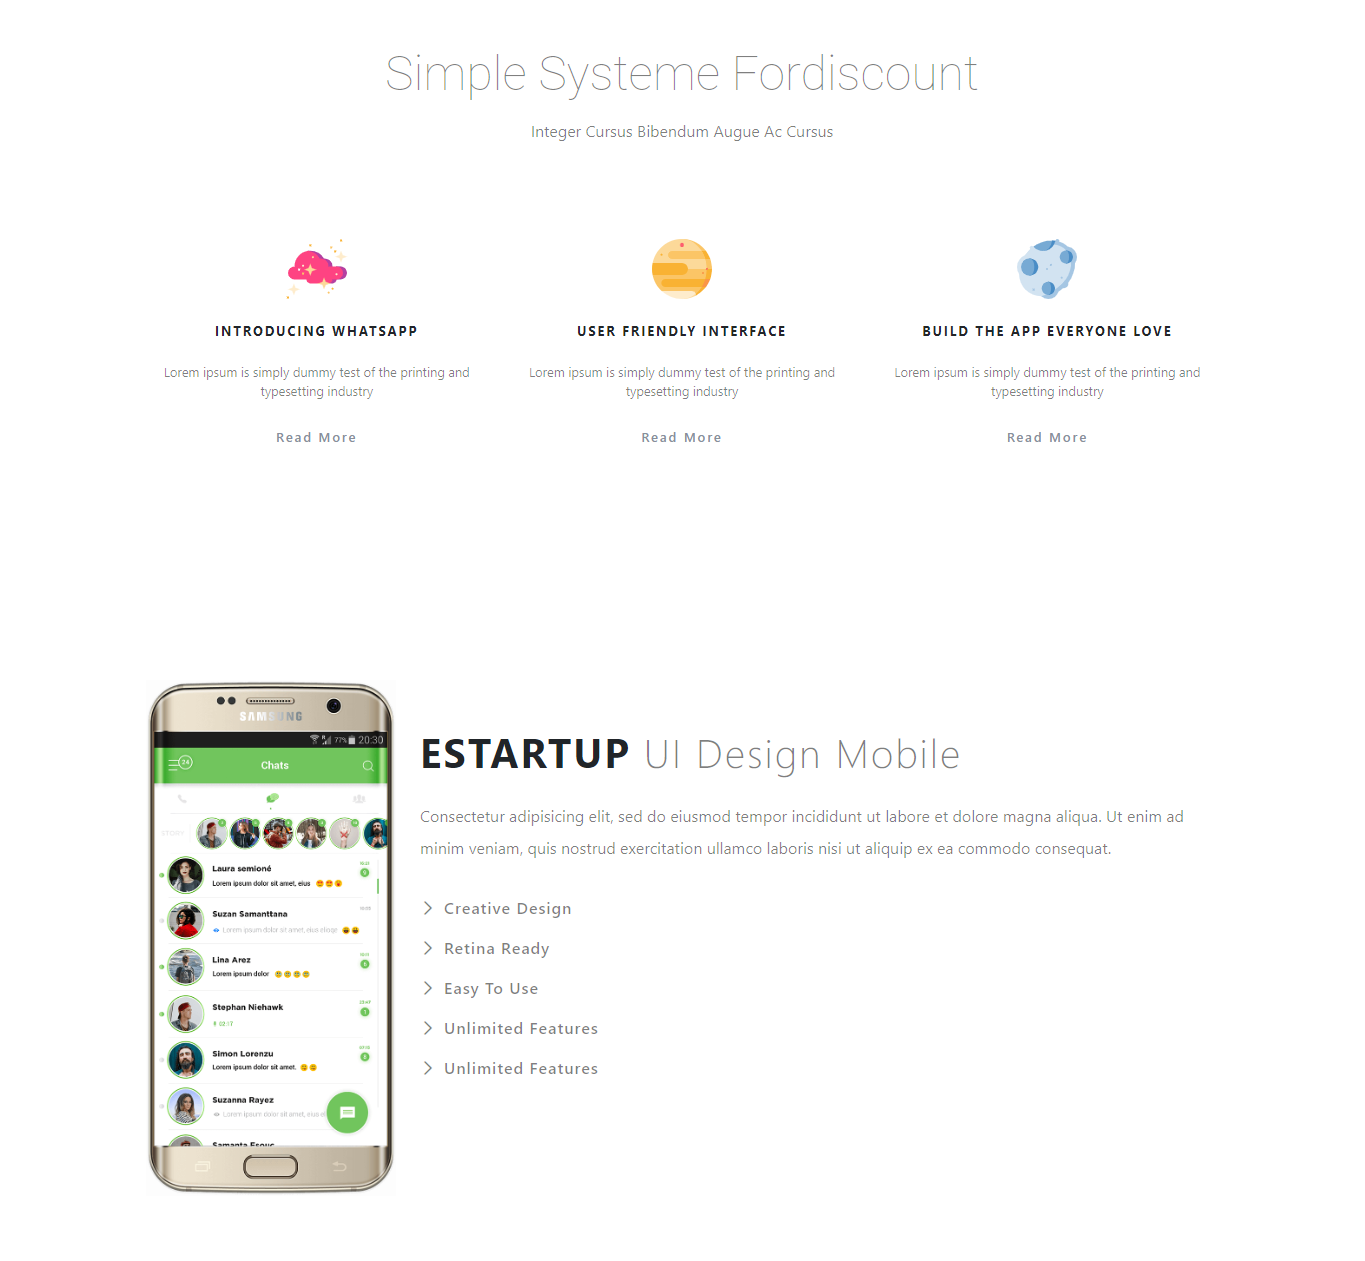 Simple Systeme Fordiscount
Integer Cursus Bibendum Augue Ac Cursus
INTRODUCING WHATSAPP
Lorem ipsum is simply dummy test of the printing and
typesetting industry
Read More
USER FRIENDLY INTERFACE
Lorem ipsum is simply dummy test of the printing and
typesetting industry
Read More
BUILD THE APP EVERYONE LOVE
Lorem ipsum is simply dummy test of the printing and
typesetting industry
Read More
SAMSUNG
77% 20:30
24 Chats
STORY
Laura semioné
Lorem ipsum dolor sit amet, eius
Suzan Samanttana
Lorem ipsum dolor sit amet, eius
Lina Arez
Lorem ipsum dolor
Stephan Niehawk
02:17
Simon Lorenzu
Lorem ipsum dolor sit amet.
Suzanna Rayez
Lorem ipsum dolor sit amet, eius
Samanta
ESTARTUP UI Design Mobile
Consectetur adipisicing elit, sed do eiusmod tempor incididunt ut labore et dolore magna aliqua. Ut enim ad
minim veniam, quis nostrud exercitation ullamco laboris nisi ut aliquip ex ea commodo consequat.
Creative Design
Retina Ready
Easy To Use
Unlimited Features
Unlimited Features